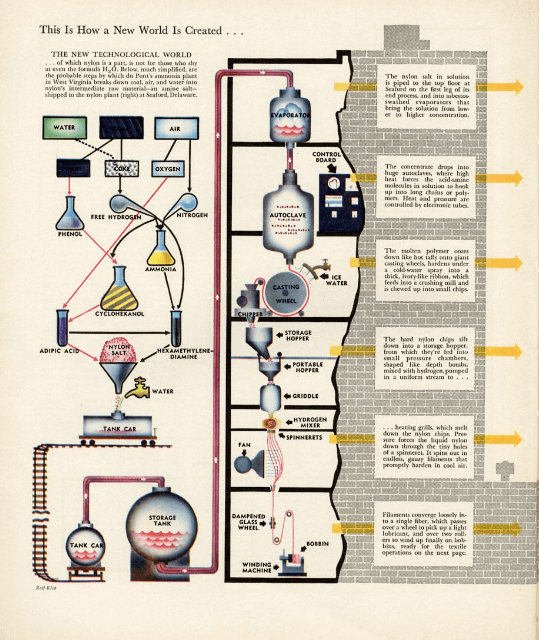 This Is How a New World Is Created . . .
THE NEW TECHNOLOGICAL WORLD
. . . of which nylon is a part, is not for those who shy
at even the formula H₂O. Below, much simplified, are
the probable steps by which du Pont's ammonia plant
in West Virginia breaks down coal, air, and water into
nylon's intermediate raw material—an amine salt—
shipped to the nylon plant (right) at Seaford, Delaware.
WATER
AIR
COKE
OXYGEN
PHENOL
FREE HYDROGEN
NITROGEN
AMMONIA
CYCLOHEXANOL
ADIPIC ACID
NYLON
SALT
HEXAMETHYLENE-
DIAMINE
WATER
TANK CAR
TANK CAR
STORAGE
TANK
Rolf Klep
EVAPORATOR
CONTROL
BOARD
AUTOCLAVE
ICE
WATER
CASTING
WHEEL
CHIPPER
STORAGE
HOPPER
PORTABLE
HOPPER
GRIDDLE
HYDROGEN
MIXER
SPINNERETS
FAN
DAMPENED
GLASS
WHEEL
BOBBIN
WINDING
MACHINE
The nylon salt in solution
is piped to the top floor at
Seaford on the first leg of its
end process, and into asbestos-
swathed evaporators that
bring the solution from low-
er to higher concentration.
The concentrate drops into
huge autoclaves, where high
heat forces the acid-amine
molecules in solution to hook
up into long chains or poly-
mers. Heat and pressure are
controlled by electronic tubes.
The molten polymer oozes
down like hot taffy onto giant
casting wheels, hardens under
a cold-water spray into a
thick, ivory-like ribbon, which
feeds into a crushing mill and
is chewed up into small chips.
The hard nylon chips silt
down into a storage hopper,
from which they're fed into
small pressure chambers,
shaped like depth bombs,
mixed with hydrogen, pumped
in a uniform stream to . . .
. . . heating grills, which melt
down the nylon chips. Pres-
sure forces the liquid nylon
down through the tiny holes
of a spinneret. It spins out in
endless, gauzy filaments that
promptly harden in cool air.
Filaments converge loosely in-
to a single fiber, which passes
over a wheel to pick up a light
lubricant, and over two roll-
ers to wind up finally on bob-
bins, ready for the textile
operations on the next page.